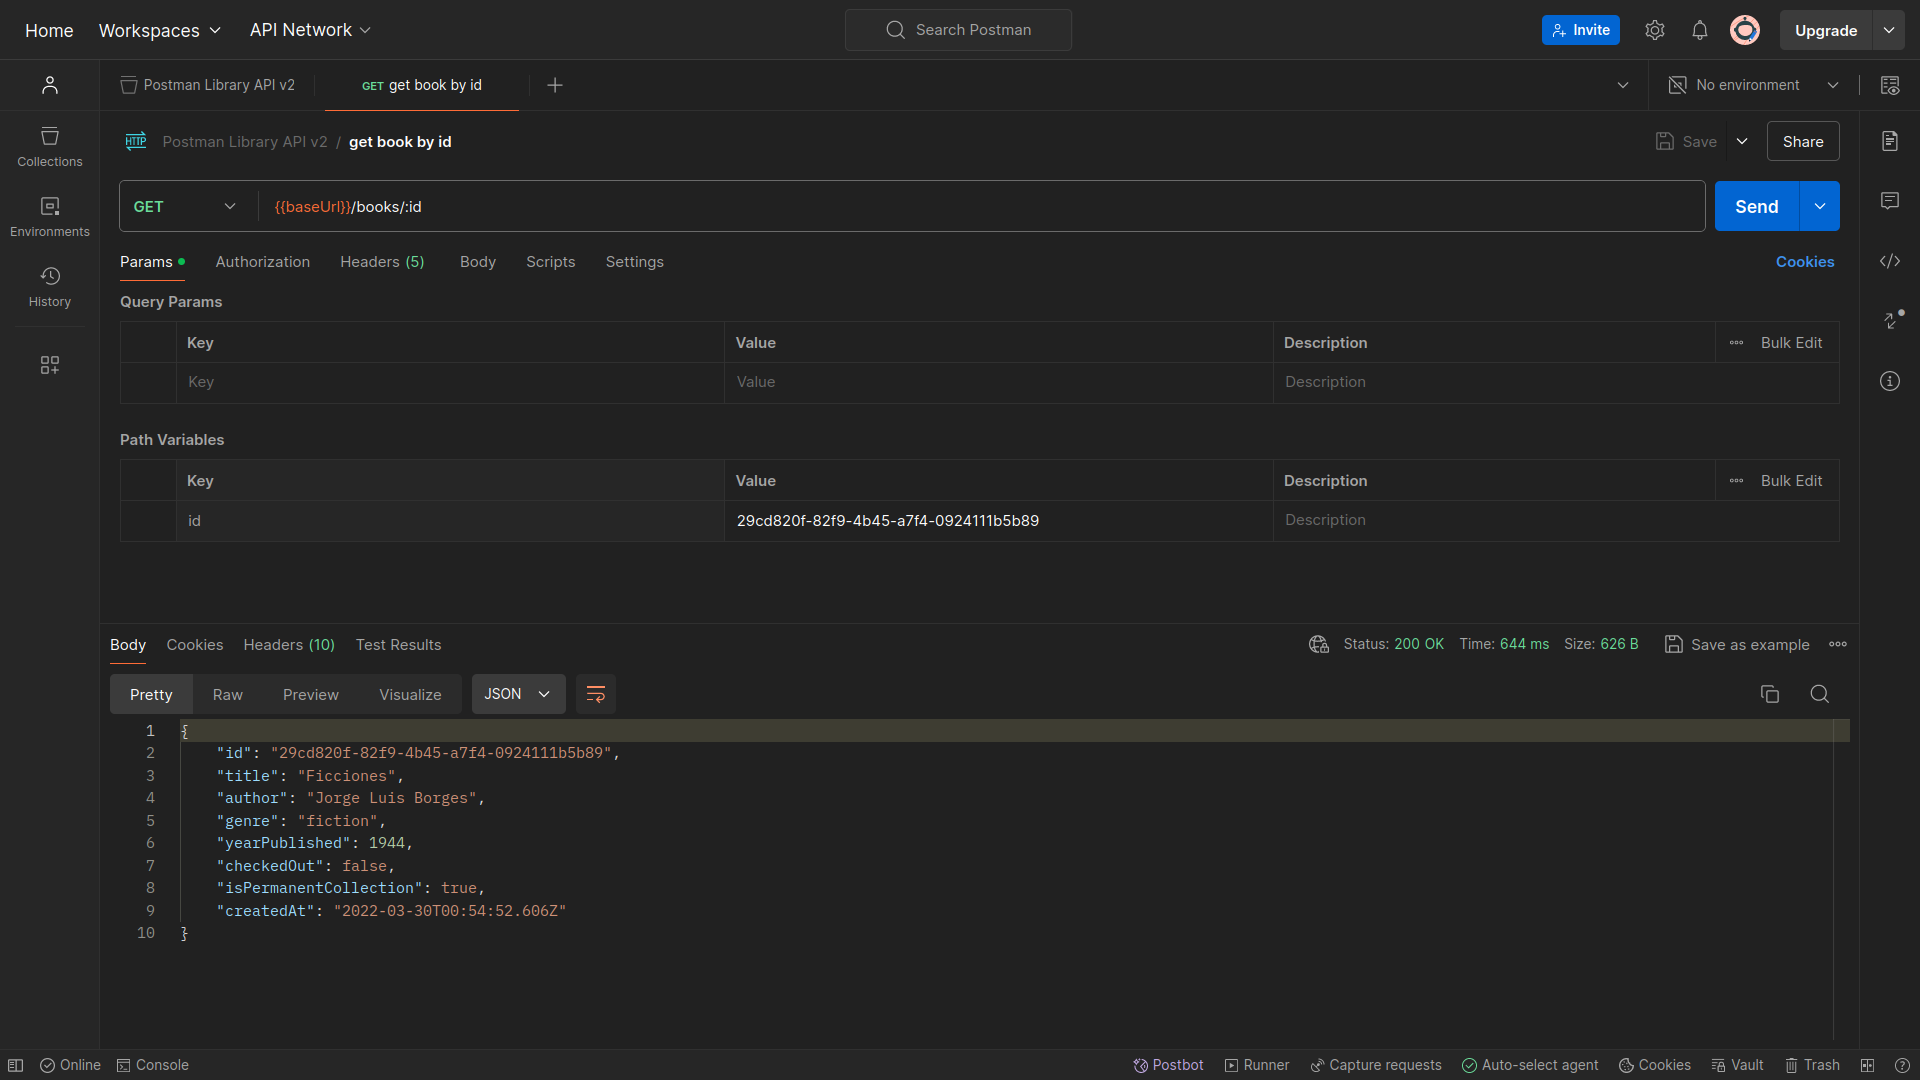 Home Workspaces API Network Search Postman Invite Upgrade
Postman Library API v2 GET get book by id No environment
HTTP Postman Library API v2 / get book by id Save Share
Collections
Environments
History
GET {{baseUrl}}/books/:id Send
Params Authorization Headers (5) Body Scripts Settings Cookies
Query Params
Key Value Description Bulk Edit
Key Value Description
Path Variables
Key Value Description Bulk Edit
id 29cd820f-82f9-4b45-a7f4-0924111b5b89 Description
Body Cookies Headers (10) Test Results Status: 200 OK Time: 644 ms Size: 626 B Save as example
Pretty Raw Preview Visualize JSON
1 {
2 "id": "29cd820f-82f9-4b45-a7f4-0924111b5b89",
3 "title": "Ficciones",
4 "author": "Jorge Luis Borges",
5 "genre": "fiction",
6 "yearPublished": 1944,
7 "checkedOut": false,
8 "isPermanentCollection": true,
9 "createdAt": "2022-03-30T00:54:52.606Z"
10 }
Online Console Postbot Runner Capture requests Auto-select agent Cookies Vault Trash